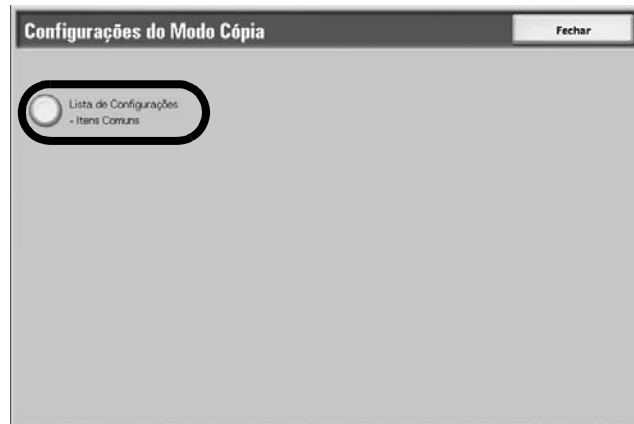 Configurações do Modo Cópia
Fechar
Lista de Configurações
- Itens Comuns